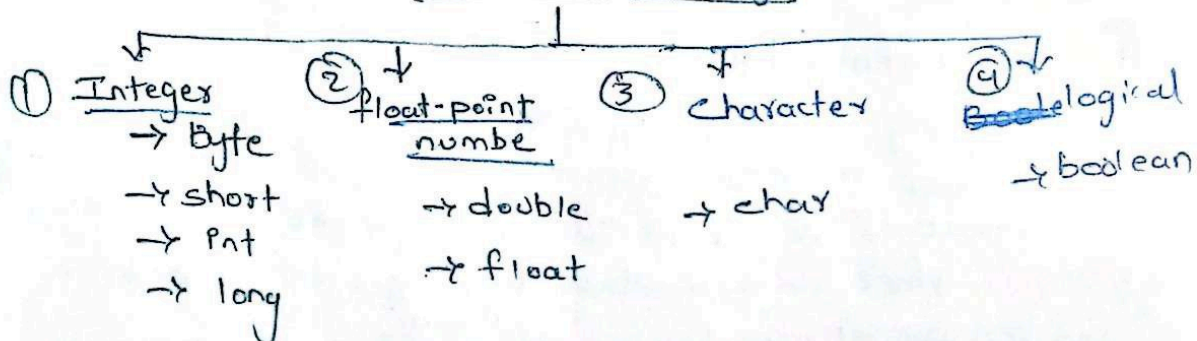 ① Integer
→ Byte
→ short
→ int
→ long
② float-point
numbe
→ double
→ float
③ Character
→ char
④ logical
→ boolean